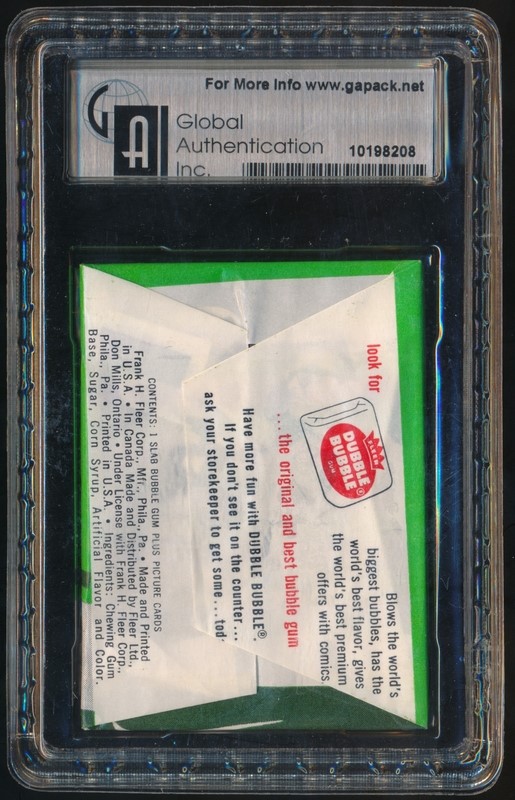 For More Info www.gapack.net
GA
Global
Authentication
Inc.
10198208
look for
FLEER
DUBBLE
BUBBLE®
GUM
Blows the world's
biggest bubbles, has the
world's best flavor, gives
the world's best premium
offers with comics
...the original and best bubble gum
Have more fun with DUBBLE BUBBLE®.
If you don't see it on the counter...
ask your storekeeper to get some...tod
CONTENTS: 1 SLAB BUBBLE GUM PLUS PICTURE CARDS
Frank H. Fleer Corp., Mfr., Phila., Pa. • Made and Printed
in U.S.A. • In Canada Made and Distributed by Fleer Ltd.,
Don Mills, Ontario • Under License with Frank H. Fleer Corp.,
Phila., Pa. • Printed in U.S.A. • Ingredients: Chewing Gum
Base, Sugar, Corn Syrup, Artificial Flavor and Color.